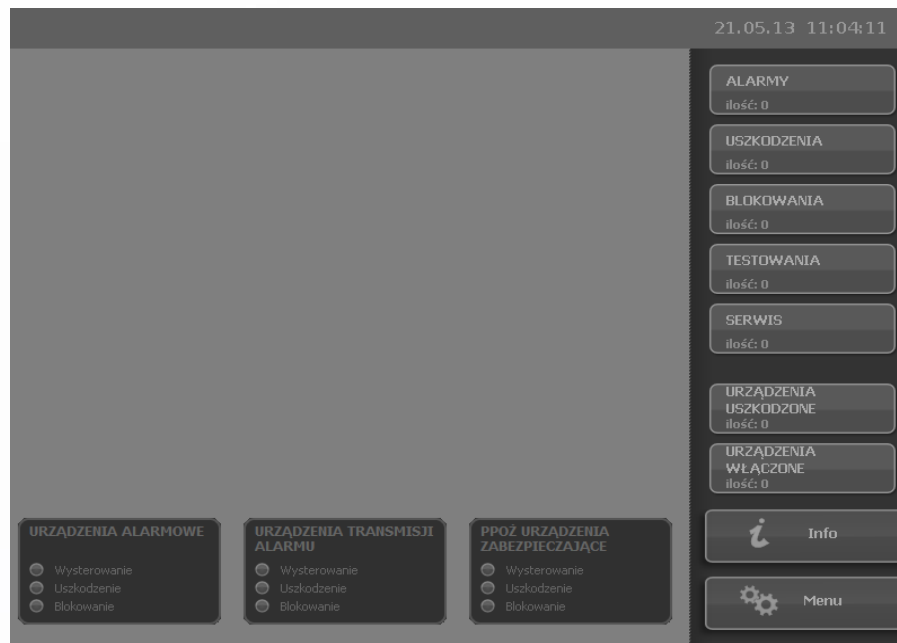 21.05.13 11:04:11
ALARMY
ilość: 0
USZKODZENIA
ilość: 0
BLOKOWANIA
ilość: 0
TESTOWANIA
ilość: 0
SERWIS
ilość: 0
URZĄDZENIA
USZKODZONE
ilość: 0
URZĄDZENIA
WŁĄCZONE
ilość: 0
URZĄDZENIA ALARMOWE
Wysterowanie
Uszkodzenie
Blokowanie
URZĄDZENIA TRANSMISJI
ALARMU
Wysterowanie
Uszkodzenie
Blokowanie
PPOŻ URZĄDZENIA
ZABEZPIECZAJĄCE
Wysterowanie
Uszkodzenie
Blokowanie
Info
Menu